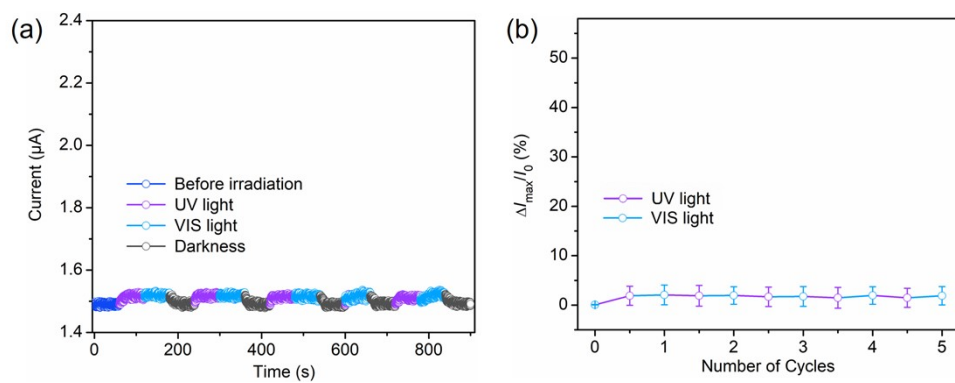 (a)
2.4
2.2
2.0
1.8
1.6
1.4
Current (μA)
Before irradiation
UV light
VIS light
Darkness
0 200 400 600 800
Time (s)
(b)
50
40
30
20
10
0
ΔImax/I0 (%)
UV light
VIS light
0 1 2 3 4 5
Number of Cycles